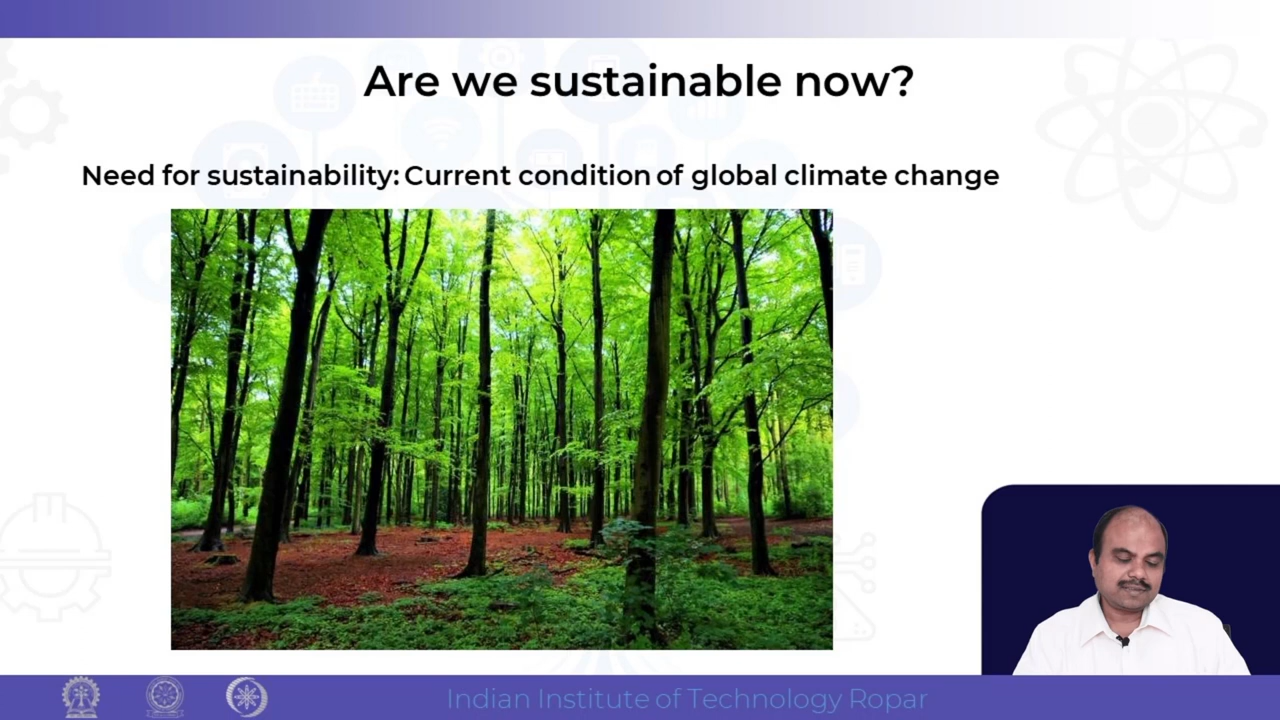 Are we sustainable now?
Need for sustainability: Current condition of global climate change
Indian Institute of Technology Ropar